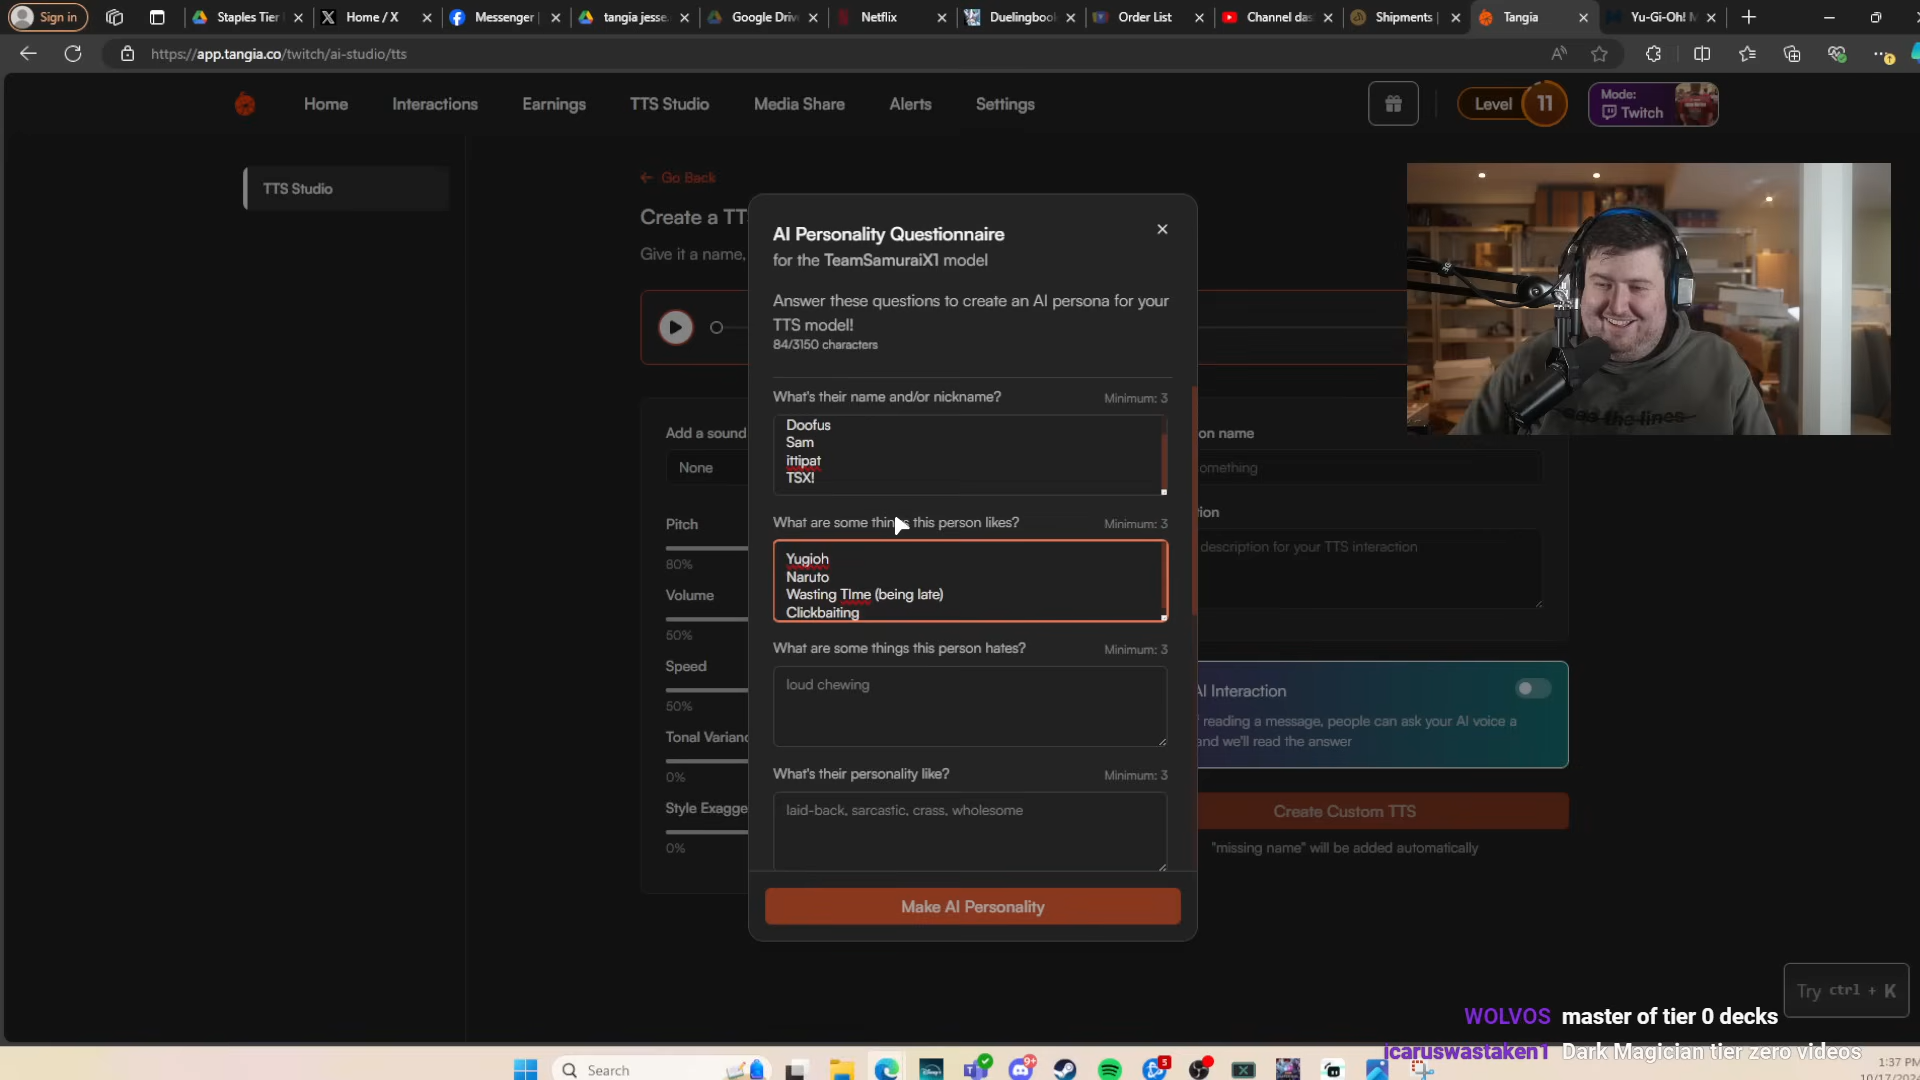 Sign in
Staples Tier
Home / X
Messenger
tangia jesse
Google Driv
Netflix
Duelingboo
Order List
Channel da
Shipments
Tangia
Yu-Gi-Oh!
https://app.tangia.co/twitch/ai-studio/tts
Home
Interactions
Earnings
TTS Studio
Media Share
Alerts
Settings
Level 11
Mode:
Twitch
TTS Studio
Go Back
Create a TT
Give it a name,
AI Personality Questionnaire
for the TeamSamuraiX1 model
Answer these questions to create an AI persona for your
TTS model!
84/3150 characters
What's their name and/or nickname?
Minimum: 3
Doofus
Sam
ittipat
TSX!
What are some things this person likes?
Minimum: 3
Yugioh
Naruto
Wasting TIme (being late)
Clickbaiting
What are some things this person hates?
Minimum: 3
loud chewing
What's their personality like?
Minimum: 3
laid-back, sarcastic, crass, wholesome
Make AI Personality
Add a sound
None
Pitch
80%
Volume
50%
Speed
50%
Tonal Varianc
0%
Style Exagge
0%
on name
omething
ion
description for your TTS interaction
AI Interaction
reading a message, people can ask your AI voice a
and we'll read the answer
Create Custom TTS
"missing name" will be added automatically
see the lines
Try ctrl + K
WOLVOS master of tier 0 decks
icaruswastaken1 Dark Magician tier zero videos
Search
1:37 PM